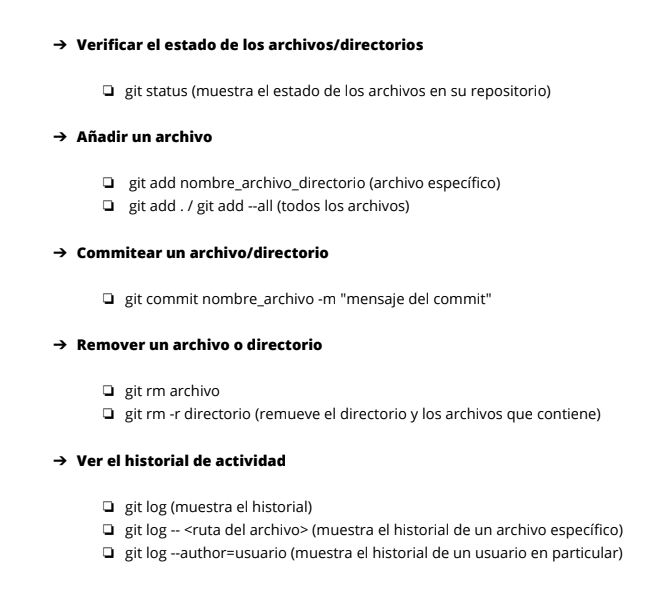 ➔ Verificar el estado de los archivos/directorios
❏ git status (muestra el estado de los archivos en su repositorio)
➔ Añadir un archivo
❏ git add nombre_archivo_directorio (archivo específico)
❏ git add . / git add --all (todos los archivos)
➔ Commitear un archivo/directorio
❏ git commit nombre_archivo -m "mensaje del commit"
➔ Remover un archivo o directorio
❏ git rm archivo
❏ git rm -r directorio (remueve el directorio y los archivos que contiene)
➔ Ver el historial de actividad
❏ git log (muestra el historial)
❏ git log -- <ruta del archivo> (muestra el historial de un archivo específico)
❏ git log --author=usuario (muestra el historial de un usuario en particular)